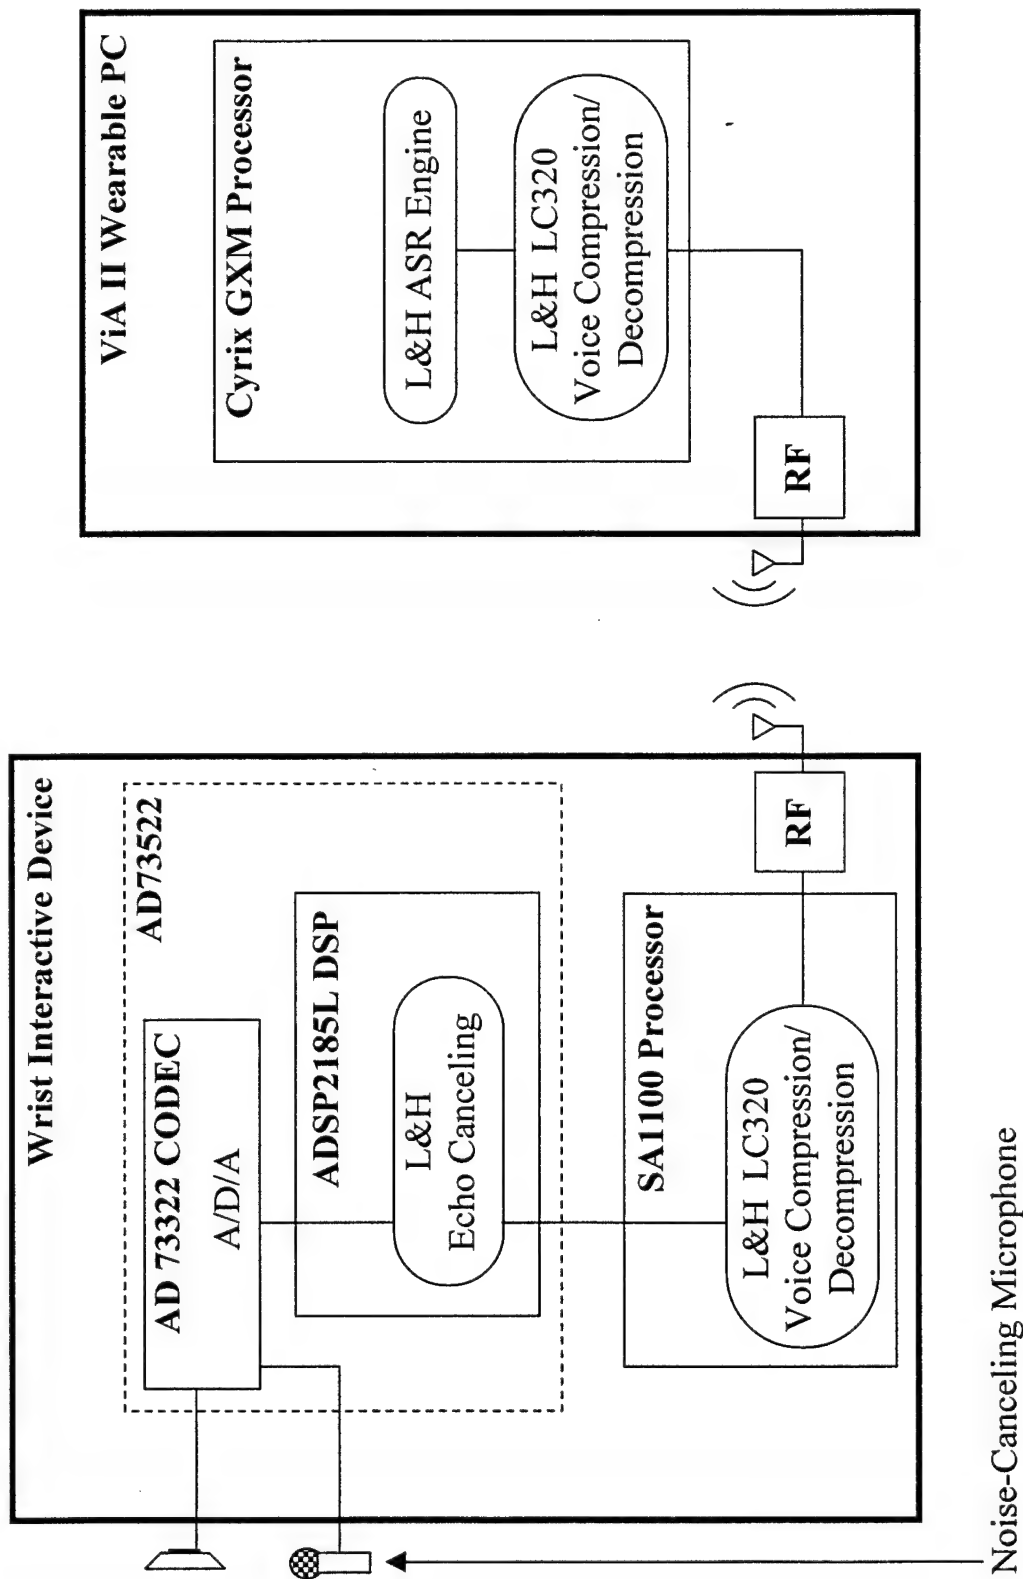 Wrist Interactive Device
AD73522
AD 73322 CODEC
A/D/A
ADSP2185L DSP
L&H
Echo Canceling
SA1100 Processor
L&H LC320
Voice Compression/
Decompression
RF
Noise-Canceling Microphone
ViA II Wearable PC
Cyrix GXM Processor
L&H ASR Engine
L&H LC320
Voice Compression/
Decompression
RF